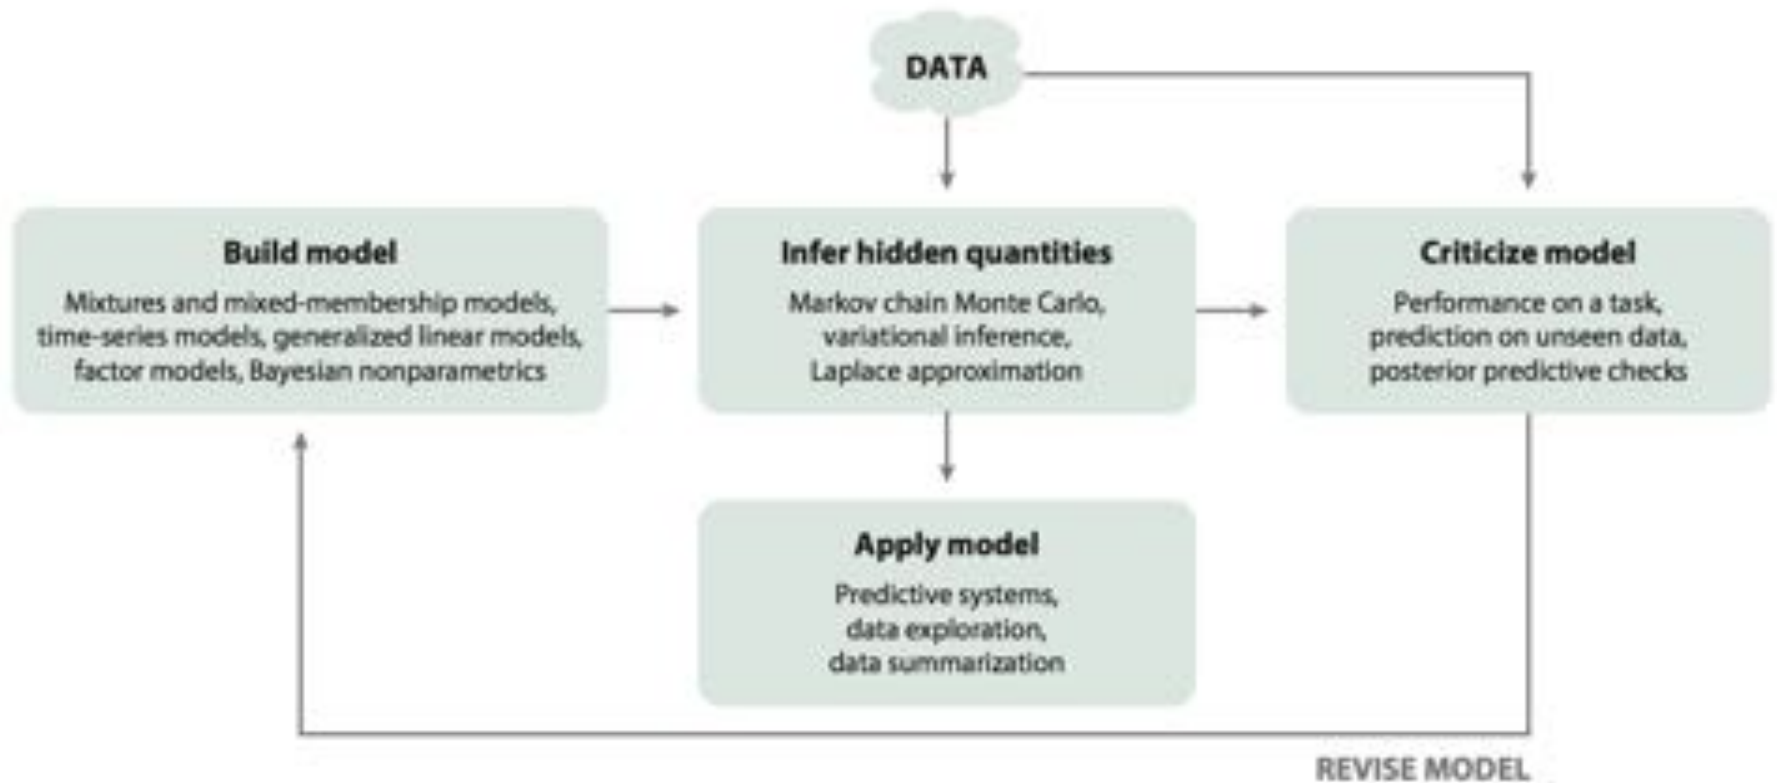 DATA
Build model
Mixtures and mixed-membership models,
time-series models, generalized linear models,
factor models, Bayesian nonparametrics
Infer hidden quantities
Markov chain Monte Carlo,
variational inference,
Laplace approximation
Criticize model
Performance on a task,
prediction on unseen data,
posterior predictive checks
Apply model
Predictive systems,
data exploration,
data summarization
REVISE MODEL